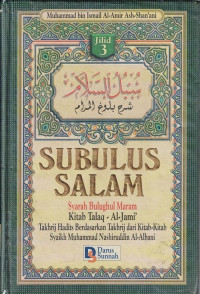 Muhammad bin Ismail Al-Amir Ash-Shan'ani
Jilid
3
سبل السلام
شرح بلوغ المرام
SUBULUS
SALAM
Syarah Bulughul Maram
Kitab Talaq - Al-Jami'
Takhrij Hadits Berdasarkan Takhrij dari Kitab-Kitab
Syaikh Muhammad Nashiruddin Al-Albani
Darus
Sunnah